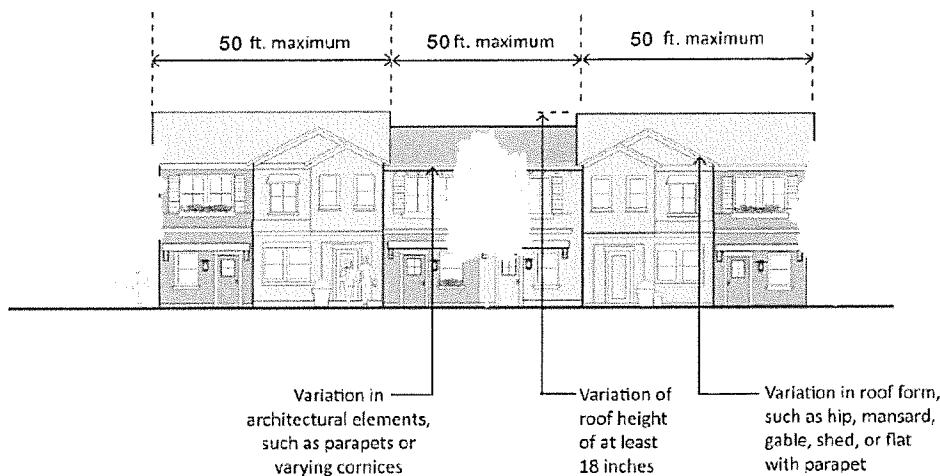 50 ft. maximum
50 ft. maximum
50 ft. maximum
Variation in
architectural elements,
such as parapets or
varying cornices
Variation of
roof height
of at least
18 inches
Variation in roof form,
such as hip, mansard,
gable, shed, or flat
with parapet